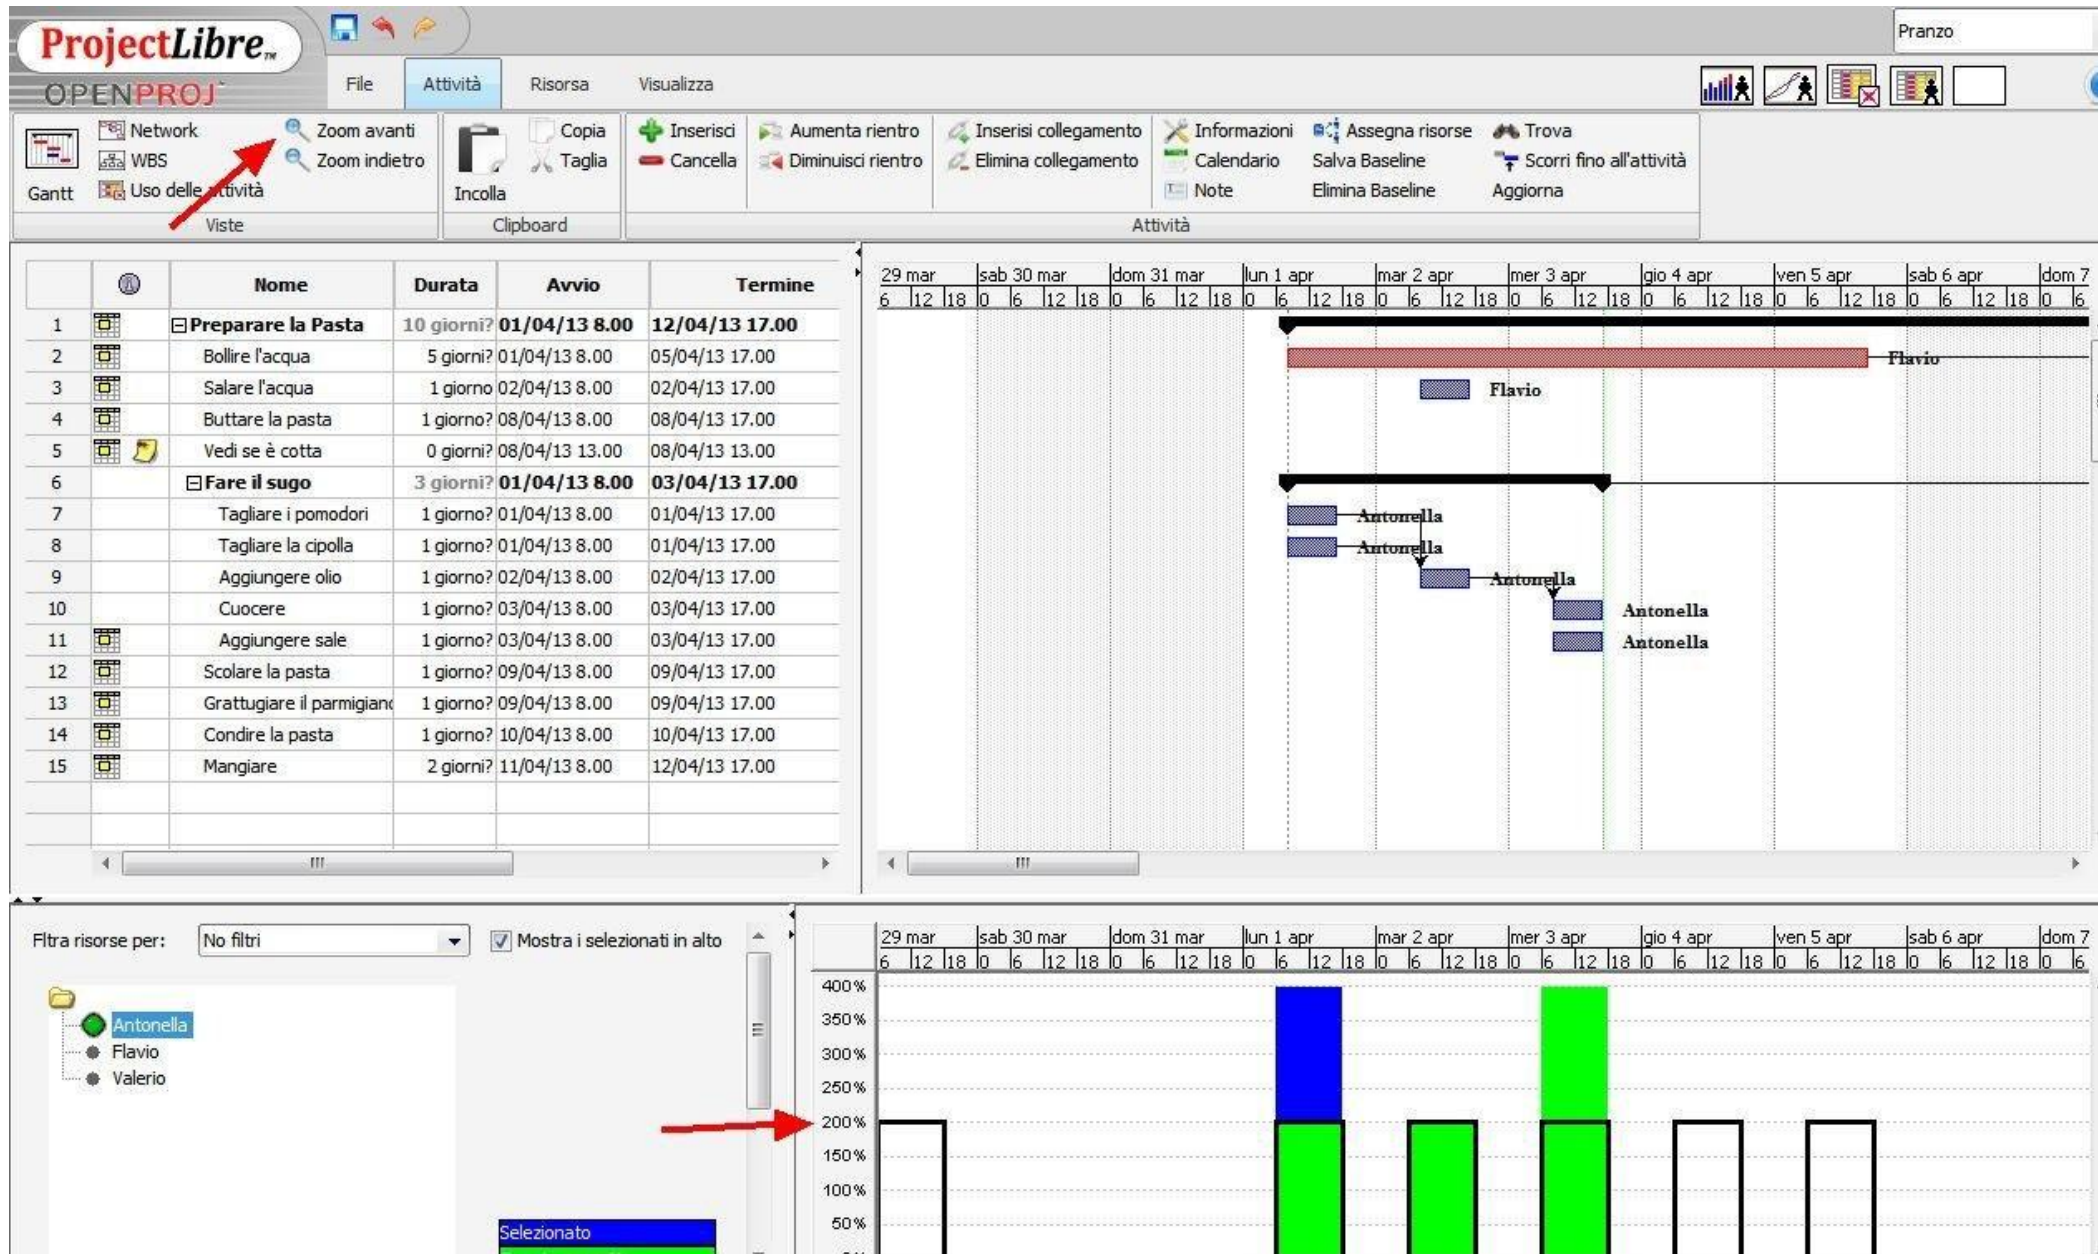 ProjectLibre™
OPENPROJ
Pranzo
File Attività Risorsa Visualizza
Network Zoom avanti Copia Inserisci Aumenta rientro Inserisi collegamento Informazioni Assegna risorse Trova
WBS Zoom indietro Taglia Cancella Diminuisci rientro Elimina collegamento Calendario Salva Baseline Scorri fino all'attività
Gantt Uso delle attività Incolla Note Elimina Baseline Aggiorna
Viste Clipboard Attività
Nome Durata Avvio Termine
1 Preparare la Pasta 10 giorni? 01/04/13 8.00 12/04/13 17.00
2 Bollire l'acqua 5 giorni? 01/04/13 8.00 05/04/13 17.00
3 Salare l'acqua 1 giorno 02/04/13 8.00 02/04/13 17.00
4 Buttare la pasta 1 giorno? 08/04/13 8.00 08/04/13 17.00
5 Vedi se è cotta 0 giorni? 08/04/13 13.00 08/04/13 13.00
6 Fare il sugo 3 giorni? 01/04/13 8.00 03/04/13 17.00
7 Tagliare i pomodori 1 giorno? 01/04/13 8.00 01/04/13 17.00
8 Tagliare la cipolla 1 giorno? 01/04/13 8.00 01/04/13 17.00
9 Aggiungere olio 1 giorno? 02/04/13 8.00 02/04/13 17.00
10 Cuocere 1 giorno? 03/04/13 8.00 03/04/13 17.00
11 Aggiungere sale 1 giorno? 03/04/13 8.00 03/04/13 17.00
12 Scolare la pasta 1 giorno? 09/04/13 8.00 09/04/13 17.00
13 Grattugiare il parmigiano 1 giorno? 09/04/13 8.00 09/04/13 17.00
14 Condire la pasta 1 giorno? 10/04/13 8.00 10/04/13 17.00
15 Mangiare 2 giorni? 11/04/13 8.00 12/04/13 17.00
29 mar sab 30 mar dom 31 mar lun 1 apr mar 2 apr mer 3 apr gio 4 apr ven 5 apr sab 6 apr dom 7
6 12 18 0 6 12 18 0 6 12 18 0 6 12 18 0 6 12 18 0 6 12 18 0 6 12 18 0 6 12 18 0 6 12 18 0 6
Flavio
Flavio
Antonella
Antonella
Antonella
Antonella
Antonella
Fltra risorse per: No filtri Mostra i selezionati in alto
Antonella
Flavio
Valerio
Selezionato
29 mar sab 30 mar dom 31 mar lun 1 apr mar 2 apr mer 3 apr gio 4 apr ven 5 apr sab 6 apr dom 7
6 12 18 0 6 12 18 0 6 12 18 0 6 12 18 0 6 12 18 0 6 12 18 0 6 12 18 0 6 12 18 0 6 12 18 0 6
400%
350%
300%
250%
200%
150%
100%
50%